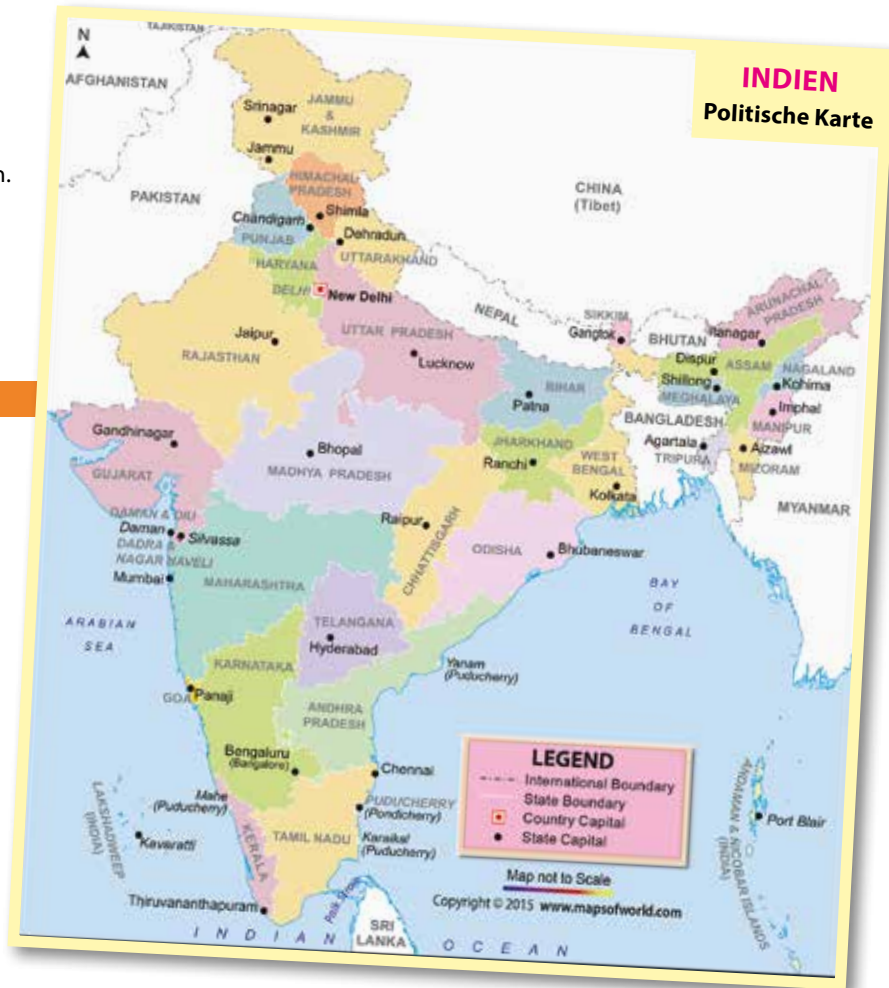 n.
INDIEN
Politische Karte
N
TAJIKISTAN
AFGHANISTAN
Srinagar
JAMMU
&
KASHMIR
Jammu
HIMACHAL
PRADESH
PAKISTAN
CHINA
(Tibet)
Shimla
Chandigarh
PUNJAB
Dehradun
UTTARAKHAND
HARYANA
DELHI
New Delhi
NEPAL
SIKKIM
Gangtok
BHUTAN
ARUNACHAL
PRADESH
Itanagar
Jaipur
RAJASTHAN
UTTAR PRADESH
Lucknow
Dispur
ASSAM
NAGALAND
Shillong
Kohima
MEGHALAYA
BIHAR
Patna
Imphal
MANIPUR
BANGLADESH
Gandhinagar
Bhopal
MADHYA PRADESH
JHARKHAND
Ranchi
WEST
BENGAL
Kolkata
Agartala
TRIPURA
Aizawl
MIZORAM
MYANMAR
GUJARAT
DAMAN & DIU
Daman
Silvassa
DADRA &
NAGAR HAVELI
Mumbai
MAHARASHTRA
Raipur
CHHATTISGARH
ODISHA
Bhubaneswar
BAY
OF
BENGAL
ARABIAN
SEA
TELANGANA
Hyderabad
KARNATAKA
GOA
Panaji
Yanam
(Puducherry)
ANDHRA
PRADESH
Bengaluru
(Bangalore)
Chennai
Mahe
(Puducherry)
PUDUCHERRY
(Pondicherry)
LAKSHADWEEP
(INDIA)
Kavaratti
KERALA
TAMIL NADU
Karaikal
(Puducherry)
Thiruvananthapuram
Palk Strait
SRI
LANKA
INDIAN OCEAN
LEGEND
International Boundary
State Boundary
Country Capital
State Capital
Map not to Scale
Copyright © 2015 www.mapsofworld.com
ANDAMAN & NICOBAR ISLANDS
(INDIA)
Port Blair